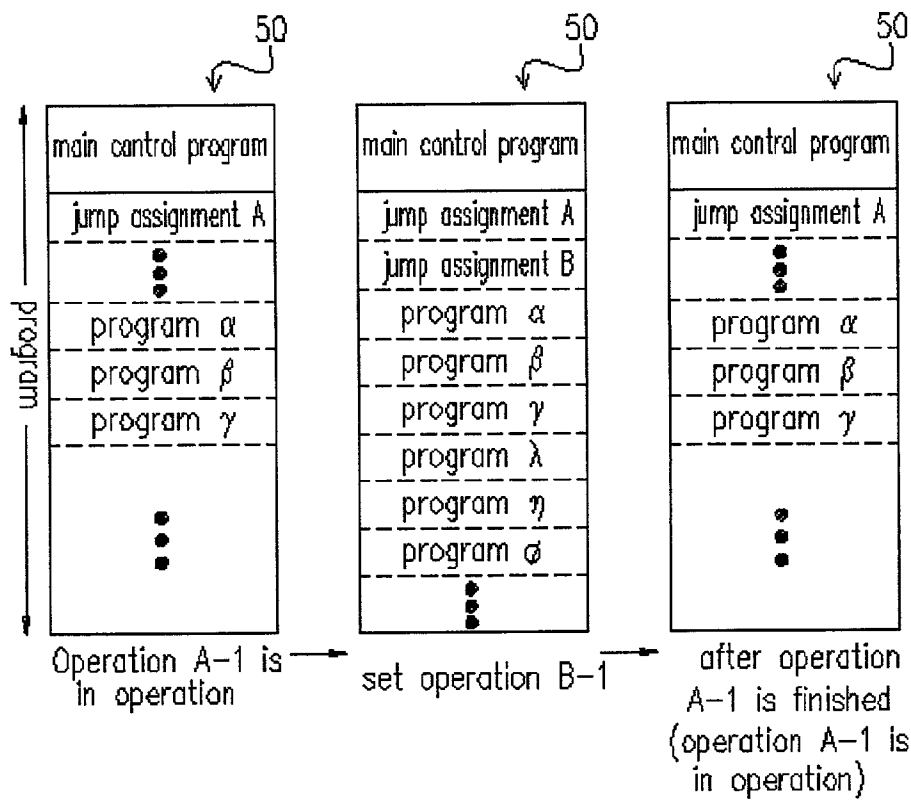 50
50
50
program
main control program
jump assignment A
program α
program β
program γ
Operation A-1 is
in operation
main control program
jump assignment A
jump assignment B
program α
program β
program γ
program λ
program η
program ø
set operation B-1
main control program
jump assignment A
program α
program β
program γ
after operation
A-1 is finished
(operation A-1 is
in operation)